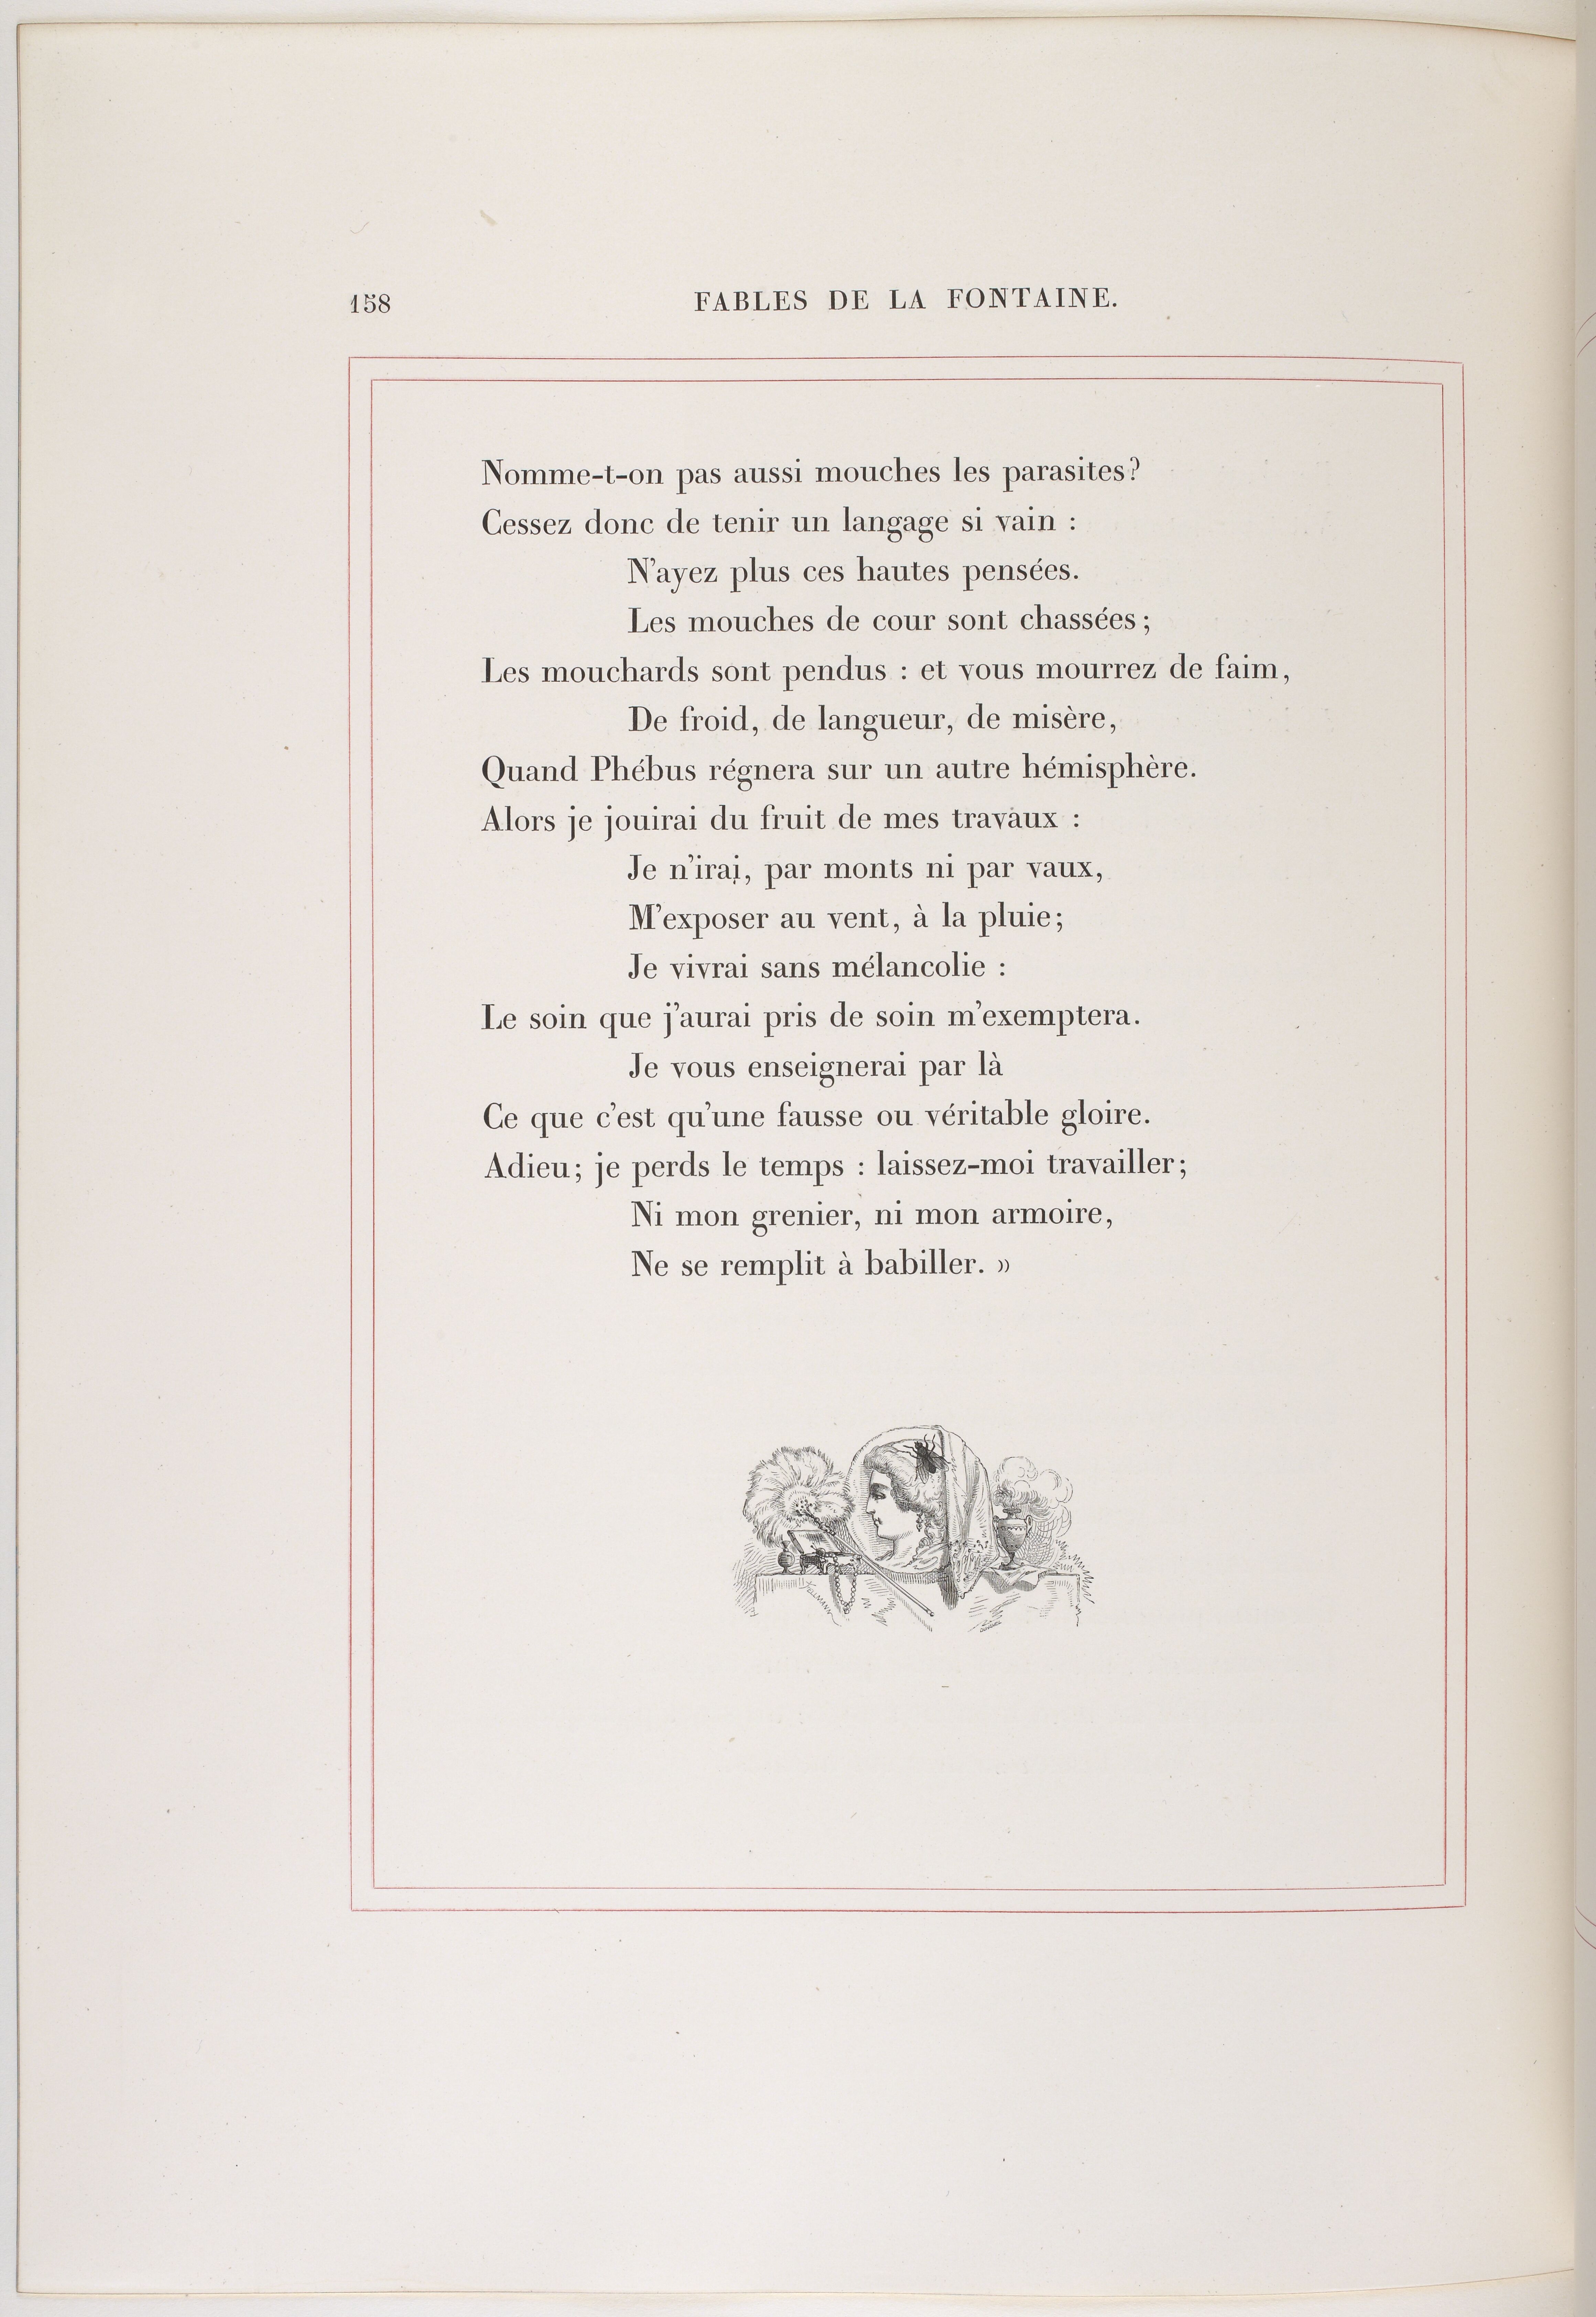 158
FABLES DE LA FONTAINE.
Nomme-t-on pas aussi mouches les parasites?
Cessez donc de tenir un langage si vain :
N'ayez plus ces hautes pensées.
Les mouches de cour sont chassées ;
Les mouchards sont pendus : et vous mourrez de faim,
De froid, de langueur, de misère,
Quand Phébus régnera sur un autre hémisphère.
Alors je jouirai du fruit de mes travaux :
Je n'irai, par monts ni par vaux,
M'exposer au vent, à la pluie;
Je vivrai sans mélancolie :
Le soin que j'aurai pris de soin m'exemptera.
Je vous enseignerai par là
Ce que c'est qu'une fausse ou véritable gloire.
Adieu; je perds le temps : laissez-moi travailler;
Ni mon grenier, ni mon armoire,
Ne se remplit à babiller. »